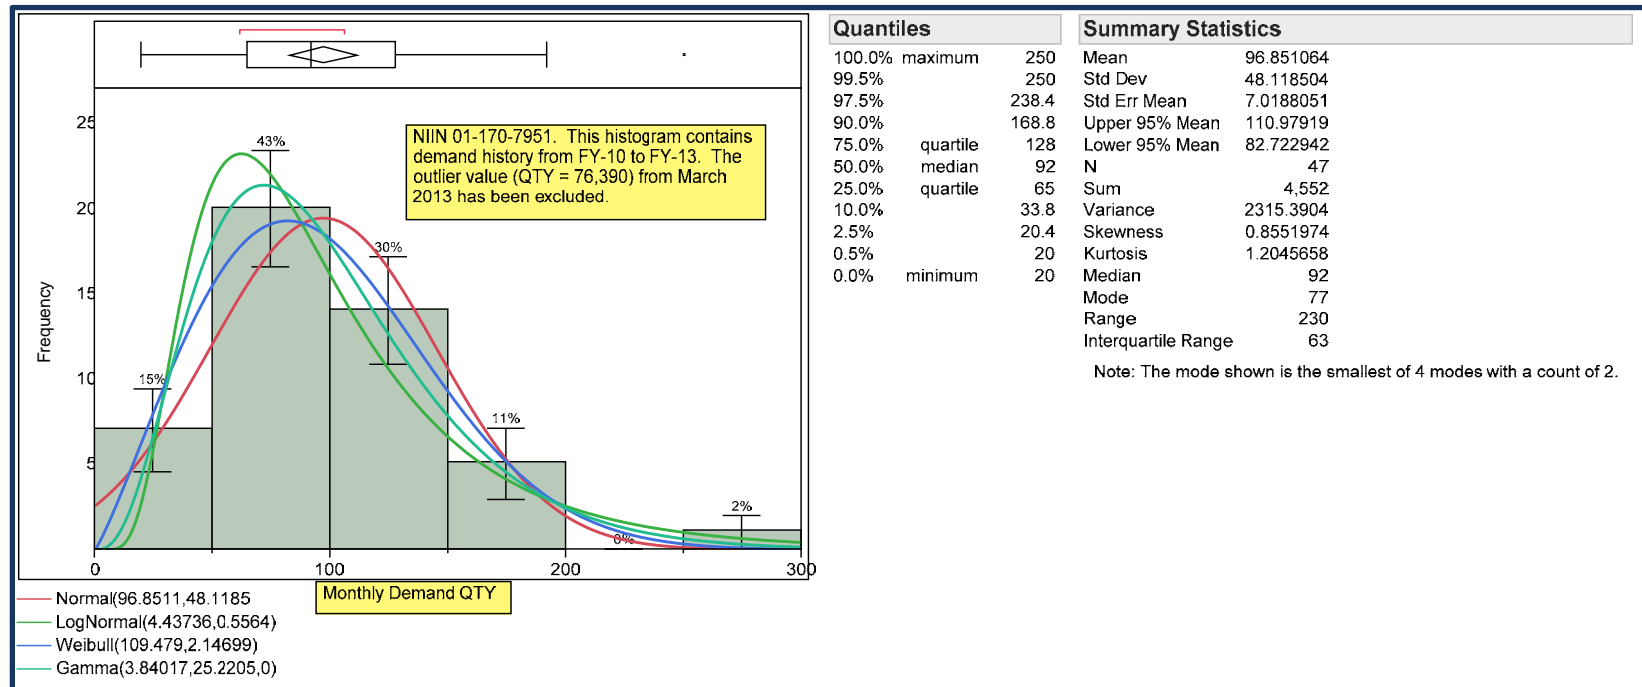 25
20
15
10
5
Frequency
43%
30%
15%
11%
2%
0%
NIIN 01-170-7951.  This histogram contains
demand history from FY-10 to FY-13.  The
outlier value (QTY = 76,390) from March
2013 has been excluded.
0 100 200 300
Monthly Demand QTY
Normal(96.8511,48.1185
LogNormal(4.43736,0.5564)
Weibull(109.479,2.14699)
Gamma(3.84017,25.2205,0)
Quantiles
100.0% maximum 250
99.5% 250
97.5% 238.4
90.0% 168.8
75.0% quartile 128
50.0% median 92
25.0% quartile 65
10.0% 33.8
2.5% 20.4
0.5% 20
0.0% minimum 20
Summary Statistics
Mean 96.851064
Std Dev 48.118504
Std Err Mean 7.0188051
Upper 95% Mean 110.97919
Lower 95% Mean 82.722942
N 47
Sum 4,552
Variance 2315.3904
Skewness 0.8551974
Kurtosis 1.2045658
Median 92
Mode 77
Range 230
Interquartile Range 63
Note: The mode shown is the smallest of 4 modes with a count of 2.